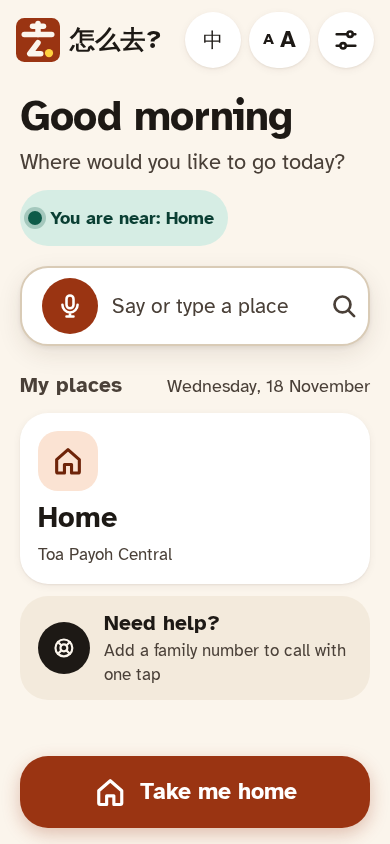 去
怎么去?
中
A A
Good morning
Where would you like to go today?
You are near: Home
Say or type a place
My places
Wednesday, 18 November
Home
Toa Payoh Central
Need help?
Add a family number to call with
one tap
Take me home